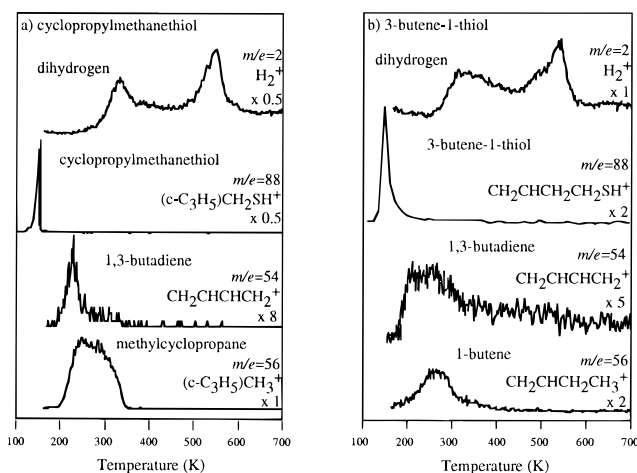 a) cyclopropylmethanethiol
m/e=2
dihydrogen
H2+
x 0.5
cyclopropylmethanethiol
m/e=88
(c-C3H5)CH2SH+
x 0.5
1,3-butadiene
m/e=54
CH2CHCHCH2+
x 8
methylcyclopropane
m/e=56
(c-C3H5)CH3+
x 1
100 200 300 400 500 600 700
Temperature (K)
b) 3-butene-1-thiol
m/e=2
dihydrogen
H2+
x 1
3-butene-1-thiol
m/e=88
CH2CHCH2CH2SH+
x 2
1,3-butadiene
m/e=54
CH2CHCHCH2+
x 5
1-butene
m/e=56
CH2CHCH2CH3+
x 2
100 200 300 400 500 600 700
Temperature (K)